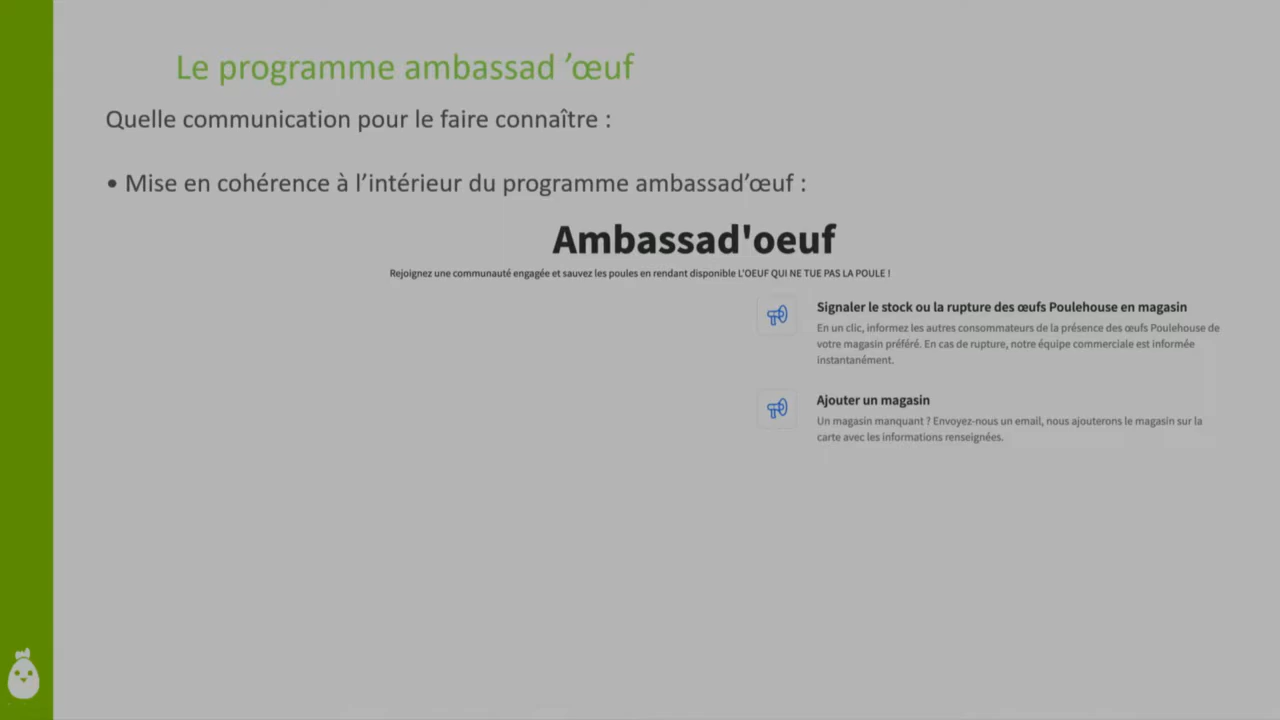 Le programme ambassad ’œuf
Quelle communication pour le faire connaître :
• Mise en cohérence à l’intérieur du programme ambassad’œuf :
Ambassad'oeuf
Rejoignez une communauté engagée et sauvez les poules en rendant disponible L'OEUF QUI NE TUE PAS LA POULE !
Signaler le stock ou la rupture des œufs Poulehouse en magasin
En un clic, informez les autres consommateurs de la présence des œufs Poulehouse de
votre magasin préféré. En cas de rupture, notre équipe commerciale est informée
instantanément.
Ajouter un magasin
Un magasin manquant ? Envoyez-nous un email, nous ajouterons le magasin sur la
carte avec les informations renseignées.